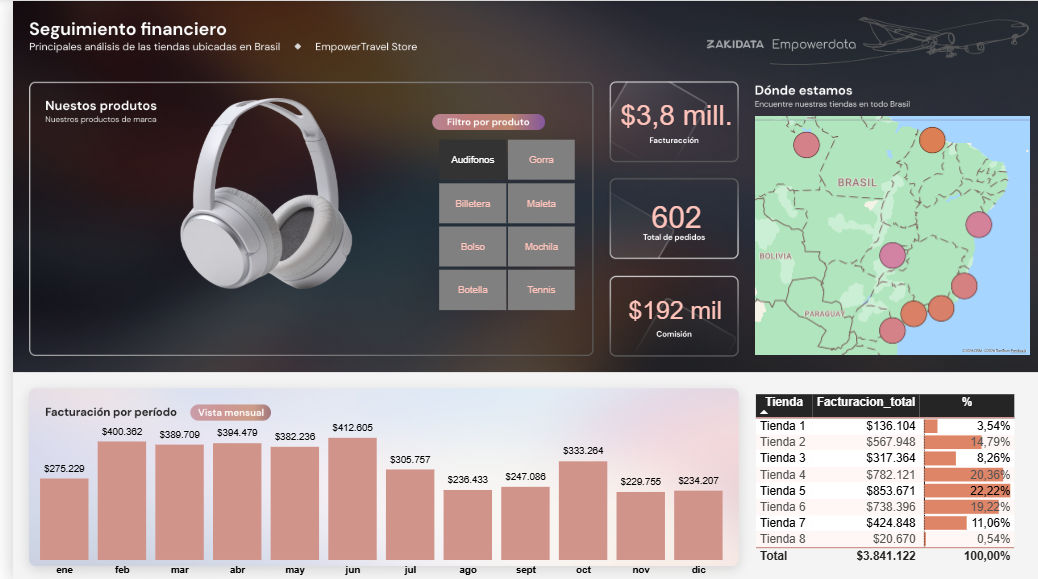 Seguimiento financiero
Principales análisis de las tiendas ubicadas en Brasil ◆ EmpowerTravel Store
ZAKIDATA Empowerdata
Nuestos produtos
Nuestros productos de marca
Filtro por produto
Audífonos Gorra
Billetera Maleta
Bolso Mochila
Botella Tennis
$3,8 mill.
Facturacción
602
Total de pedidos
$192 mil
Comisión
Dónde estamos
Encuentre nuestras tiendas en todo Brasil
BRASIL
BOLIVIA
PARAGUAY
Facturación por período Vista mensual
$275.229 $400.362 $389.709 $394.479 $382.236 $412.605 $305.757 $236.433 $247.086 $333.264 $229.755 $234.207
ene feb mar abr may jun jul ago sept oct nov dic
Tienda Facturacion_total %
Tienda 1 $136.104 3,54%
Tienda 2 $567.948 14,79%
Tienda 3 $317.364 8,26%
Tienda 4 $782.121 20,36%
Tienda 5 $853.671 22,22%
Tienda 6 $738.396 19,22%
Tienda 7 $424.848 11,06%
Tienda 8 $20.670 0,54%
Total $3.841.122 100,00%